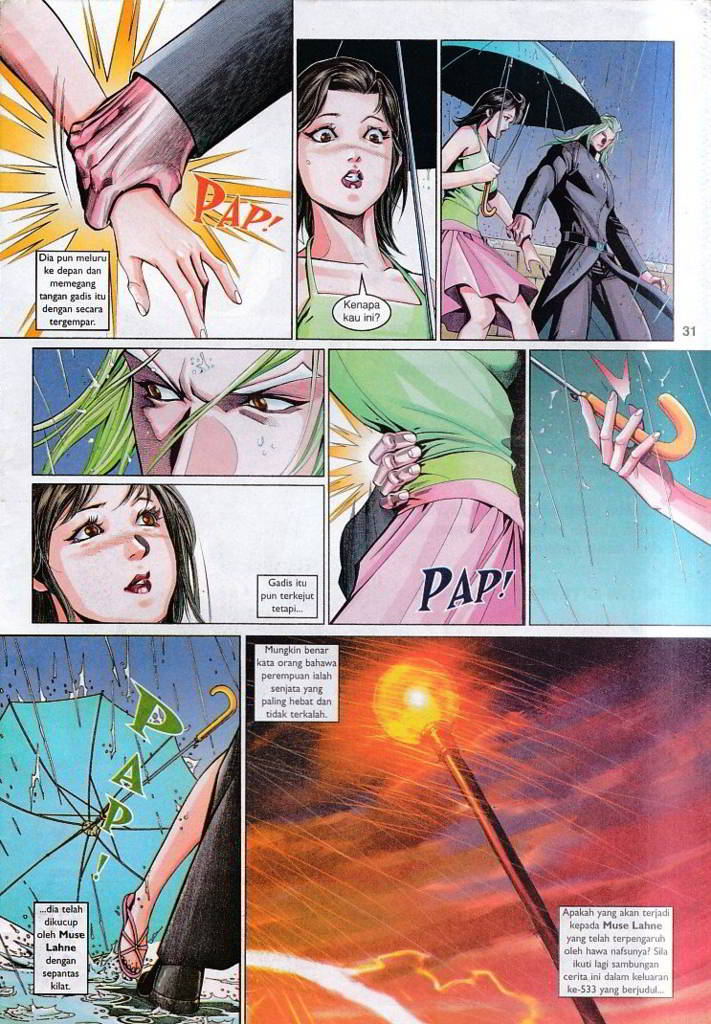 PAP!
Dia pun meluru
ke depan dan
memegang
tangan gadis itu
dengan secara
tergempar.
Kenapa
kau ini?
31
Gadis itu
pun terkejut
tetapi...
PAP!
PAP!
...dia telah
dikucup
oleh Muse
Lahne
dengan
sepantas
kilat.
Mungkin benar
kata orang bahawa
perempuan ialah
senjata yang
paling hebat dan
tidak terkalah.
Apakah yang akan terjadi
kepada Muse Lahne
yang telah terpengaruh
oleh hawa nafsunya? Sila
ikuti lagi sambungan
cerita ini dalam keluaran
ke-533 yang berjudul...